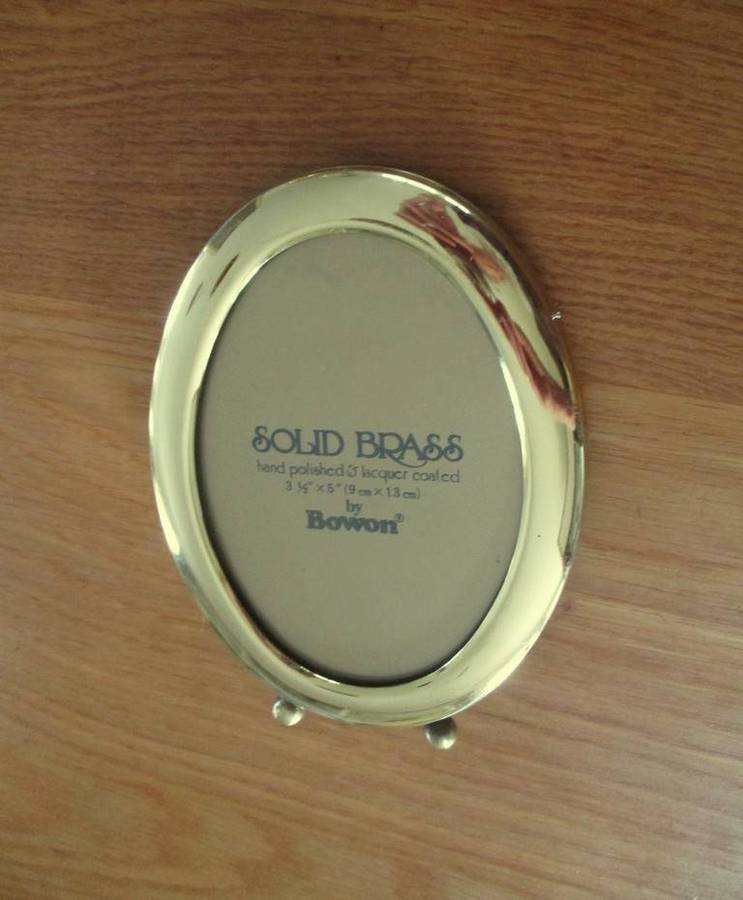 SOLID BRASS
hand polished & lacquer coated
3 ½" × 5" (9 cm × 13 cm)
by
Bowon®